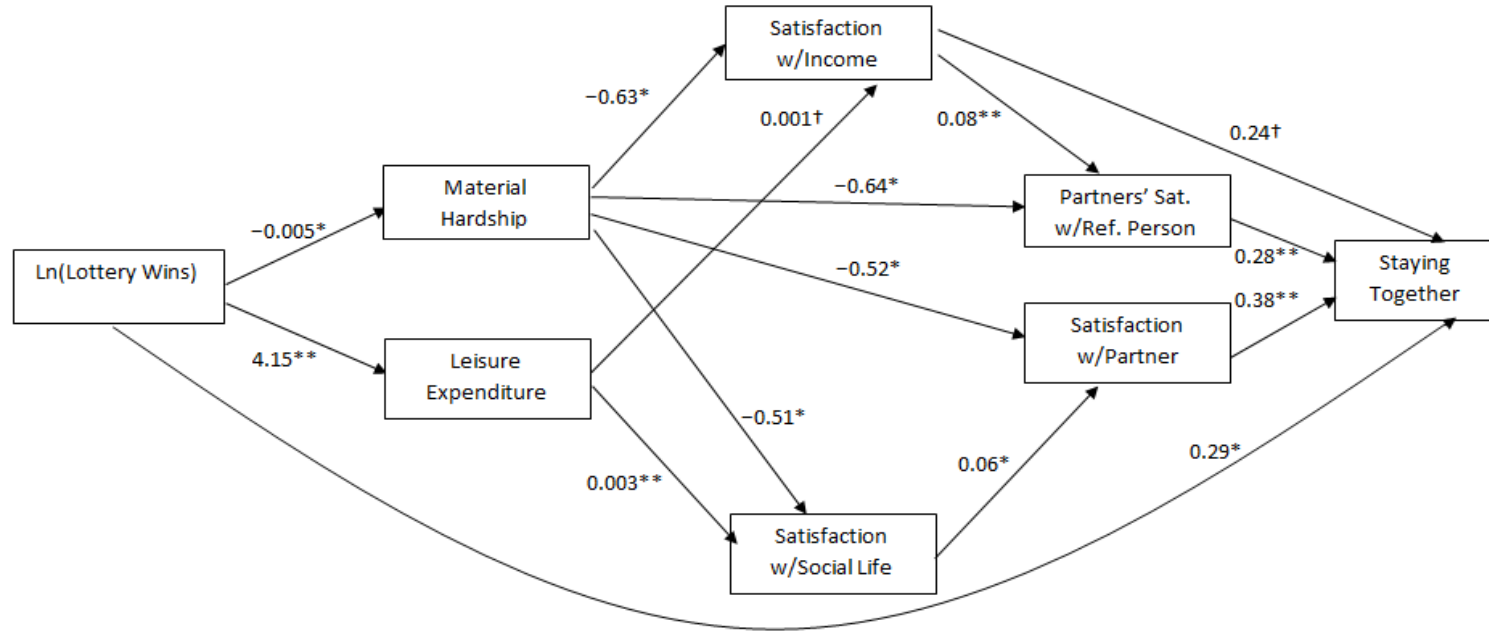 Satisfaction
w/Income
−0.63*
0.001†
0.08**
0.24†
Material
Hardship
−0.64*
Partners’ Sat.
w/Ref. Person
−0.005*
Ln(Lottery Wins)
−0.52*
0.28**
Staying
Together
0.38**
4.15**
Leisure
Expenditure
Satisfaction
w/Partner
−0.51*
0.06*
0.29*
0.003**
Satisfaction
w/Social Life